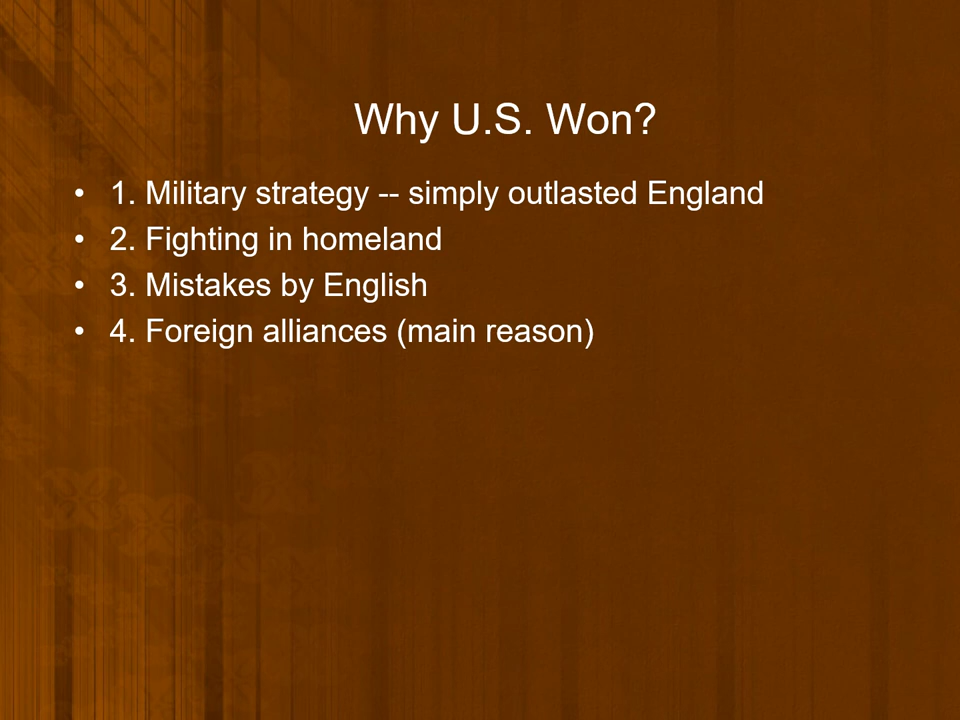 Why U.S. Won?
• 1. Military strategy -- simply outlasted England
• 2. Fighting in homeland
• 3. Mistakes by English
• 4. Foreign alliances (main reason)